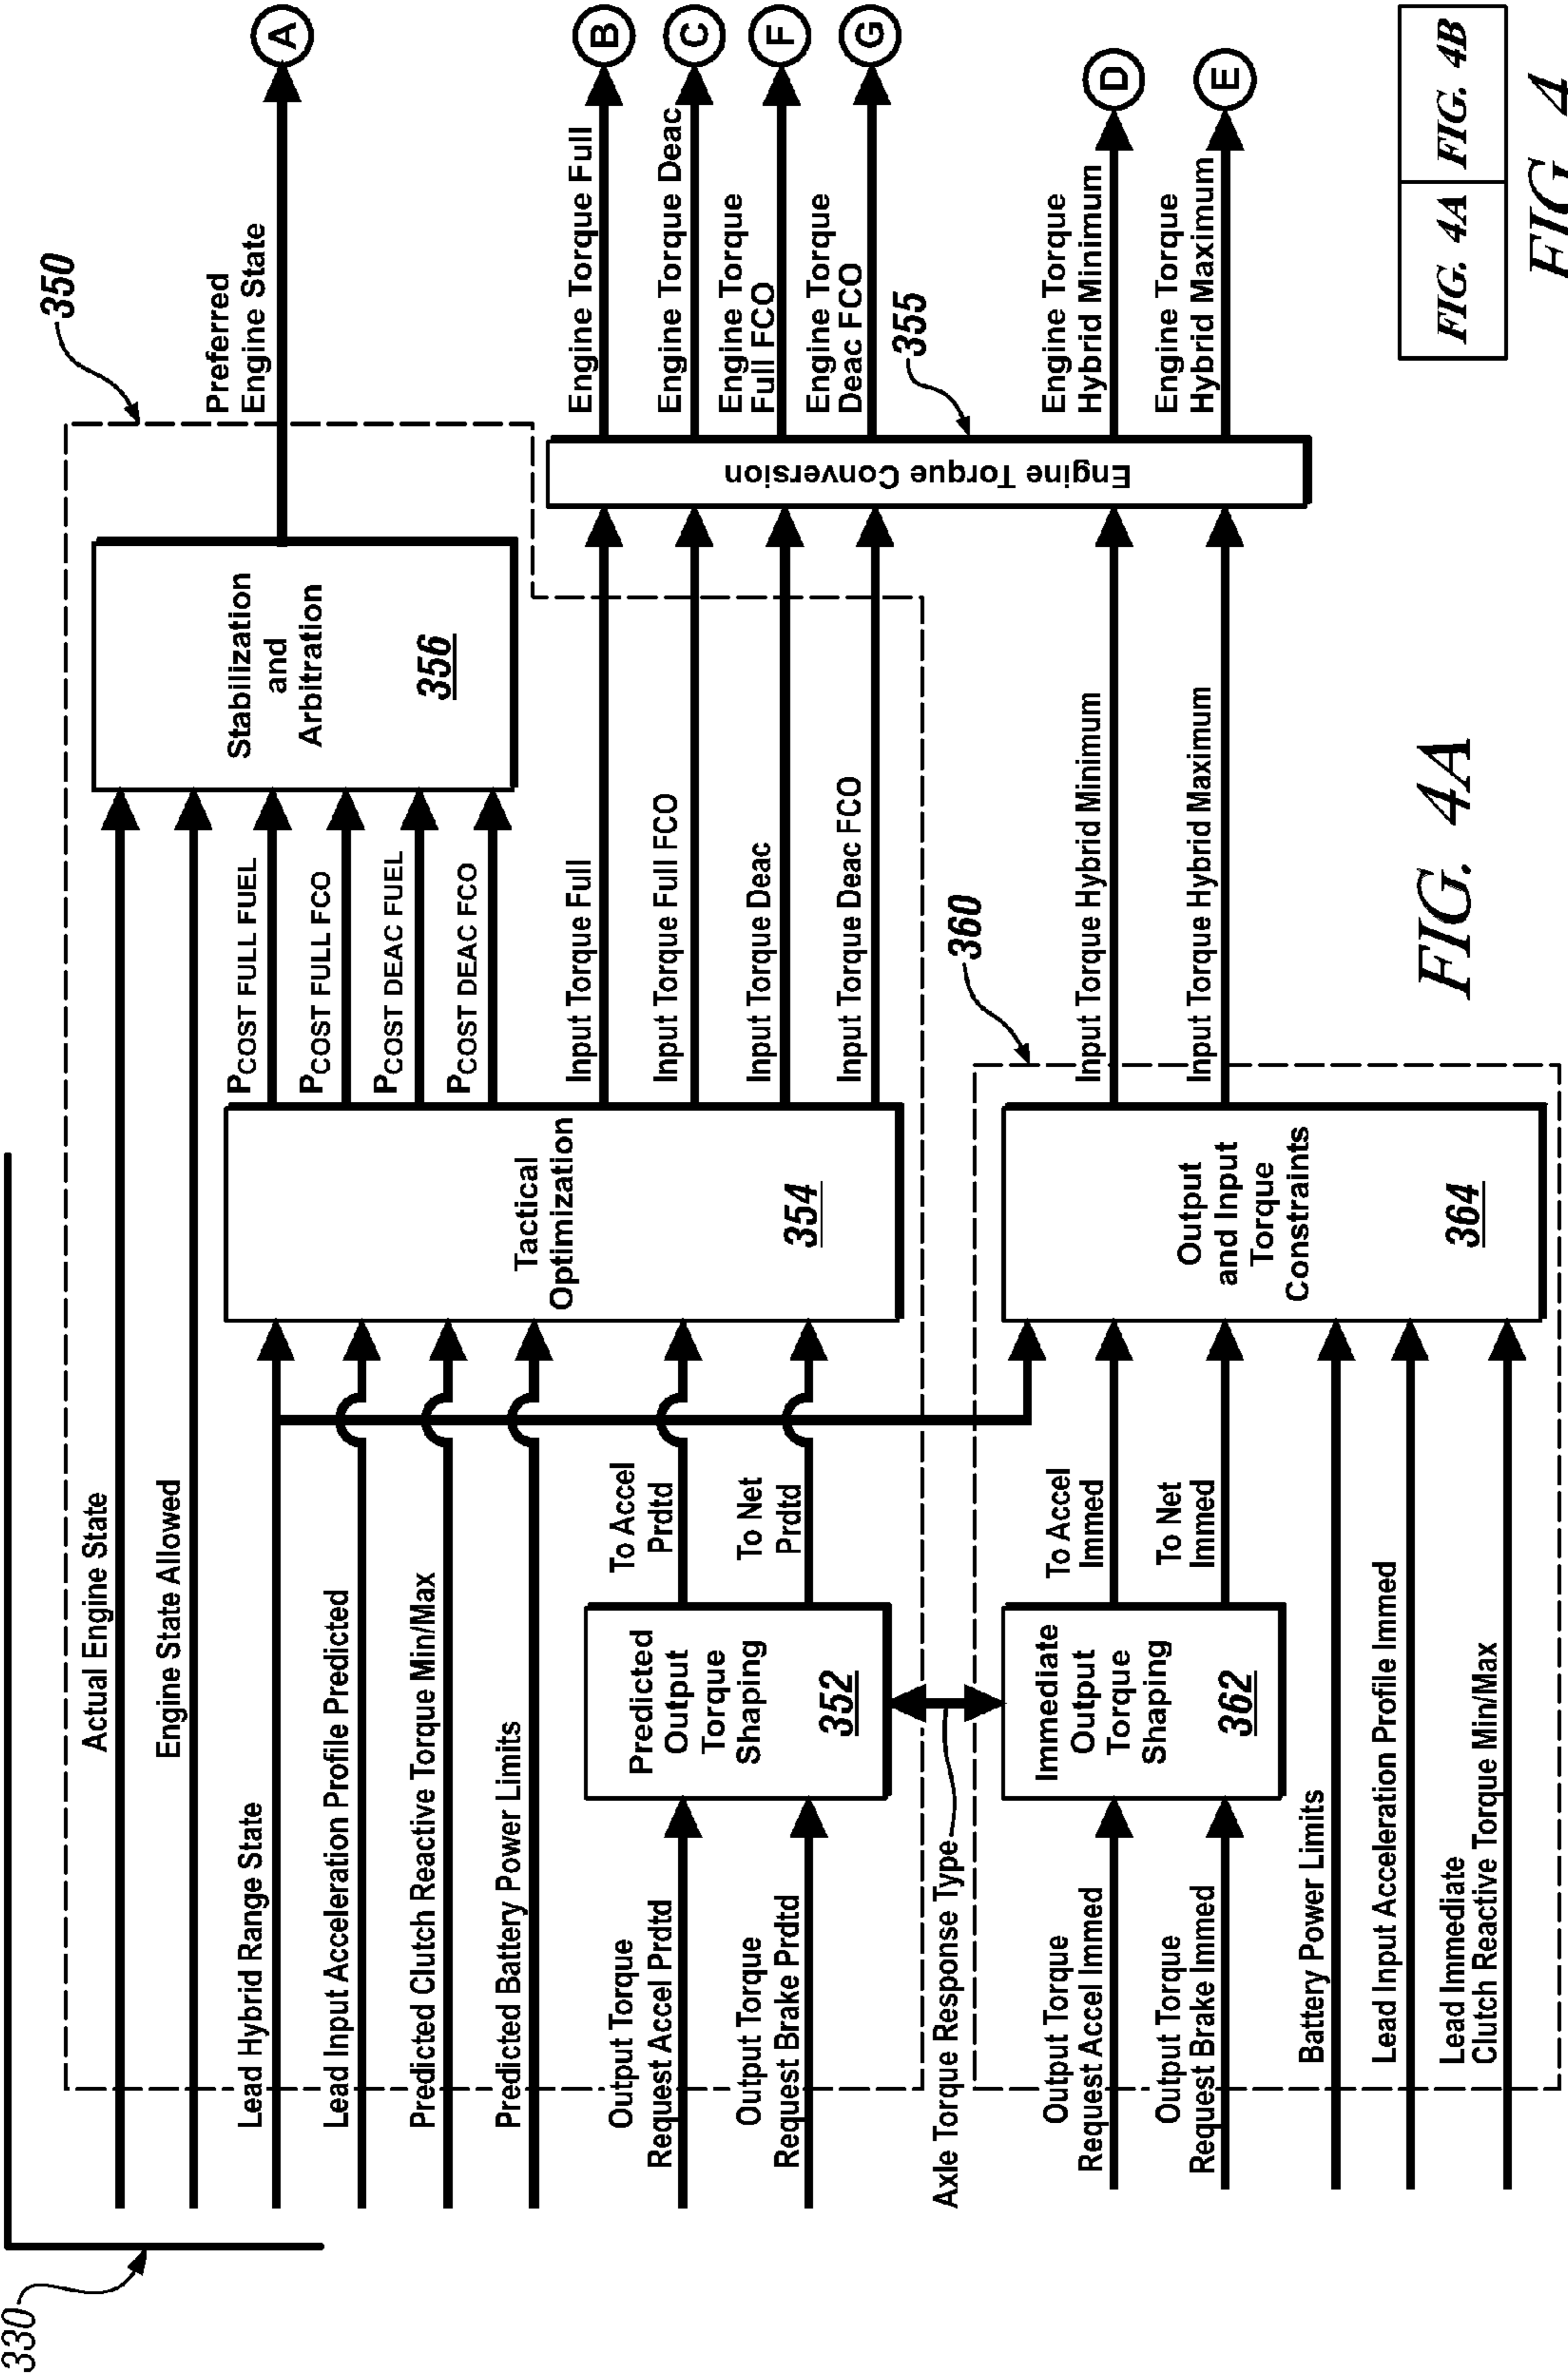 330
350
Actual Engine State
Engine State Allowed
Lead Hybrid Range State
Lead Input Acceleration Profile Predicted
Predicted Clutch Reactive Torque Min/Max
Predicted Battery Power Limits
Output Torque
Request Accel Prdtd
Output Torque
Request Brake Prdtd
Predicted
Output
Torque
Shaping
352
To Accel
Prdtd
To Net
Prdtd
Tactical
Optimization
354
PCOST FULL FUEL
PCOST FULL FCO
PCOST DEAC FUEL
PCOST DEAC FCO
Stabilization
and
Arbitration
356
Preferred
Engine State
A
Input Torque Full
Input Torque Full FCO
Input Torque Deac
Input Torque Deac FCO
Engine Torque Conversion
355
Engine Torque Full
B
Engine Torque Deac
C
Engine Torque
Full FCO
F
Engine Torque
Deac FCO
G
Axle Torque Response Type
360
Output Torque
Request Accel Immed
Output Torque
Request Brake Immed
Immediate
Output
Torque
Shaping
362
To Accel
Immed
To Net
Immed
Battery Power Limits
Lead Input Acceleration Profile Immed
Lead Immediate
Clutch Reactive Torque Min/Max
Output
and Input
Torque
Constraints
364
Input Torque Hybrid Minimum
Input Torque Hybrid Maximum
Engine Torque
Hybrid Minimum
D
Engine Torque
Hybrid Maximum
E
FIG. 4A
FIG. 4A FIG. 4B
FIG. 4